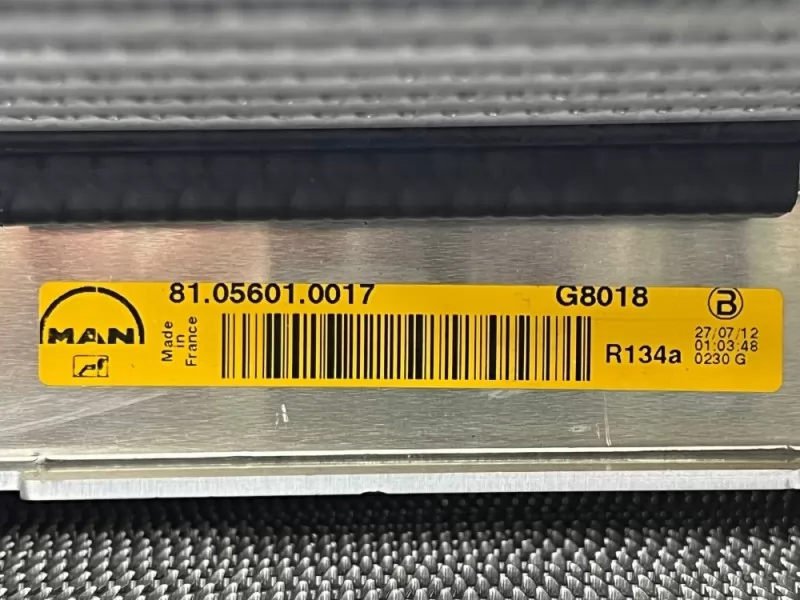 81.05601.0017
G8018
B
MAN
Made
in
France
R134a
27/07/12
01:03:48
0230 G